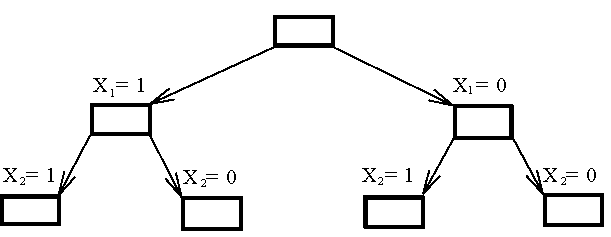 X₁= 1 X₁= 0
X₂= 1 X₂= 0 X₂= 1 X₂= 0